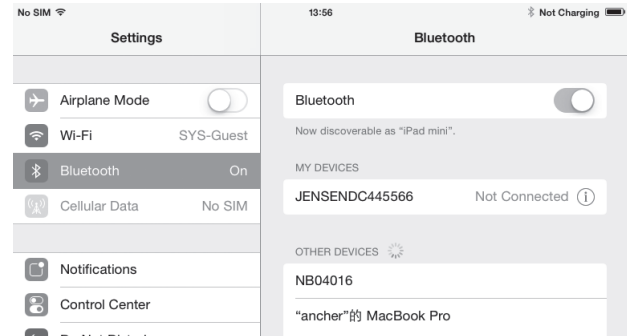 No SIM 13:56 Not Charging
Settings
Bluetooth
Airplane Mode
Wi-Fi SYS-Guest
Bluetooth On
Cellular Data No SIM
Notifications
Control Center
Bluetooth
Now discoverable as “iPad mini”.
MY DEVICES
JENSENDC445566 Not Connected
OTHER DEVICES
NB04016
“ancher”的 MacBook Pro